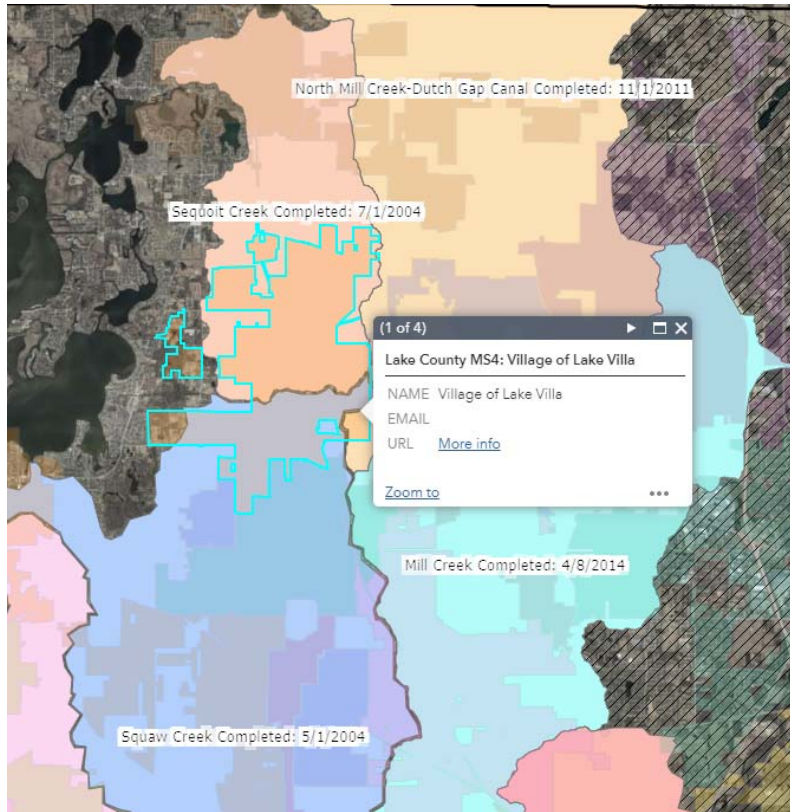 North Mill Creek-Dutch Gap Canal Completed: 11/1/2011
Sequoit Creek Completed: 7/1/2004
(1 of 4)
Lake County MS4: Village of Lake Villa
NAME Village of Lake Villa
EMAIL
URL More info
Zoom to
Mill Creek Completed: 4/8/2014
Squaw Creek Completed: 5/1/2004